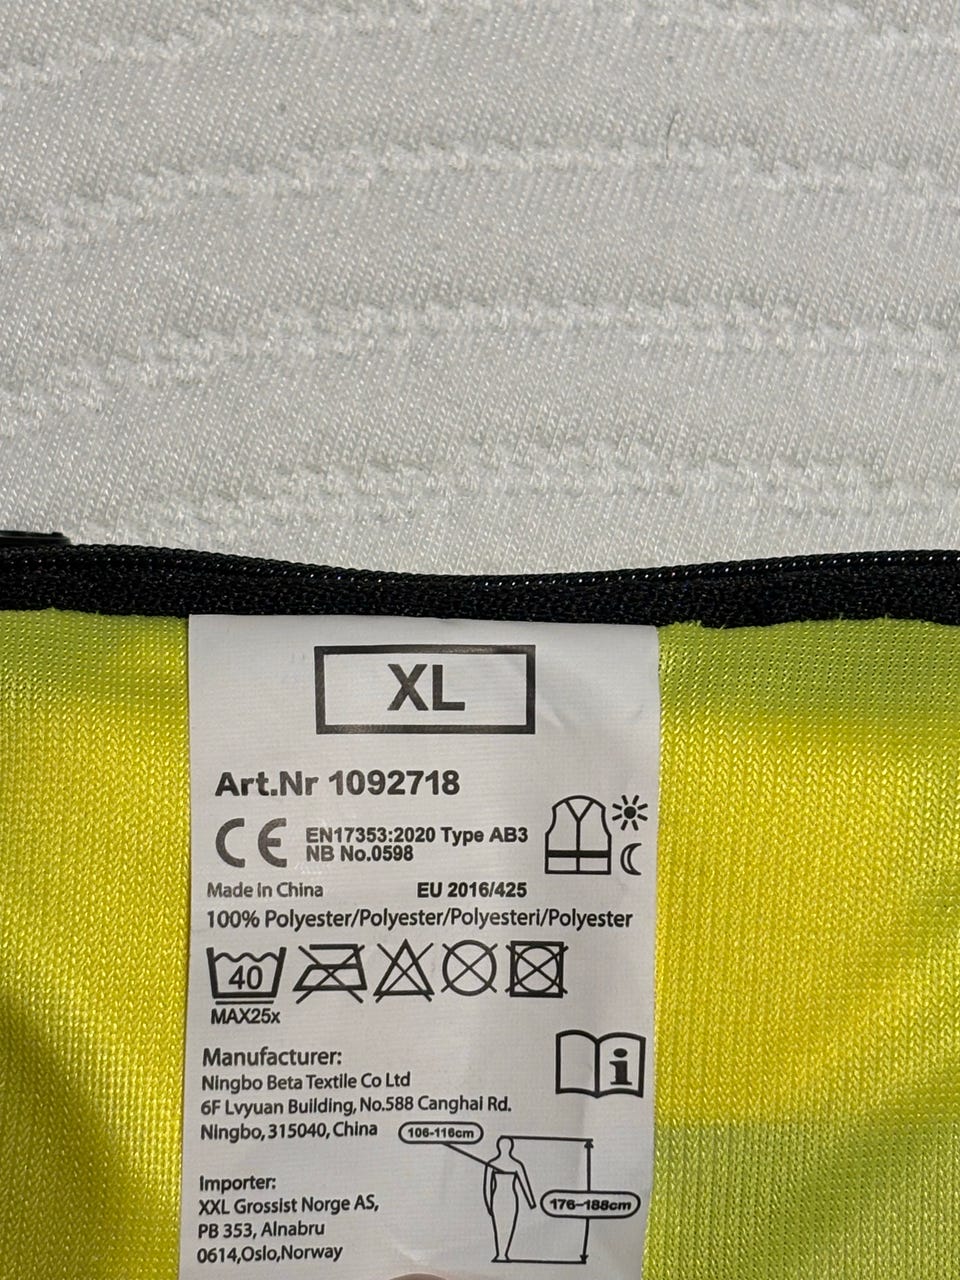 XL
Art.Nr 1092718
CE EN17353:2020 Type AB3
NB No.0598
Made in China EU 2016/425
100% Polyester/Polyester/Polyesteri/Polyester
40
MAX25x
i
Manufacturer:
Ningbo Beta Textile Co Ltd
6F Lvyuan Building, No.588 Canghai Rd.
Ningbo, 315040, China
106-116cm
176-188cm
Importer:
XXL Grossist Norge AS,
PB 353, Alnabru
0614,Oslo,Norway